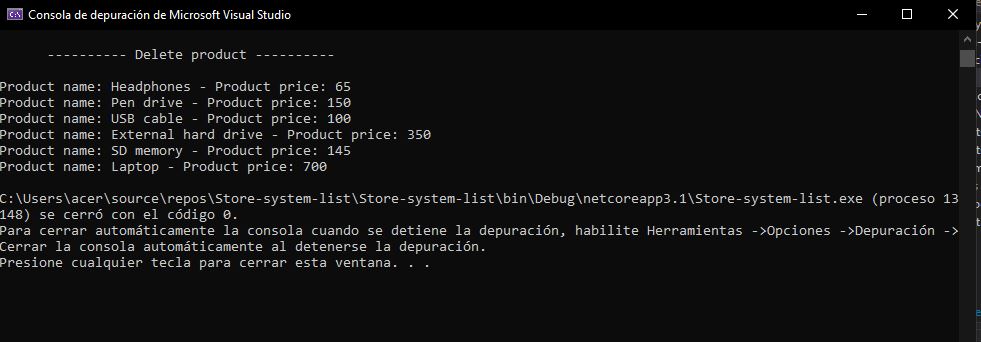 Consola de depuración de Microsoft Visual Studio
---------- Delete product ----------
Product name: Headphones - Product price: 65
Product name: Pen drive - Product price: 150
Product name: USB cable - Product price: 100
Product name: External hard drive - Product price: 350
Product name: SD memory - Product price: 145
Product name: Laptop - Product price: 700
C:\Users\acer\source\repos\Store-system-list\Store-system-list\bin\Debug\netcoreapp3.1\Store-system-list.exe (proceso 13
148) se cerró con el código 0.
Para cerrar automáticamente la consola cuando se detiene la depuración, habilite Herramientas ->Opciones ->Depuración ->
Cerrar la consola automáticamente al detenerse la depuración.
Presione cualquier tecla para cerrar esta ventana. . .